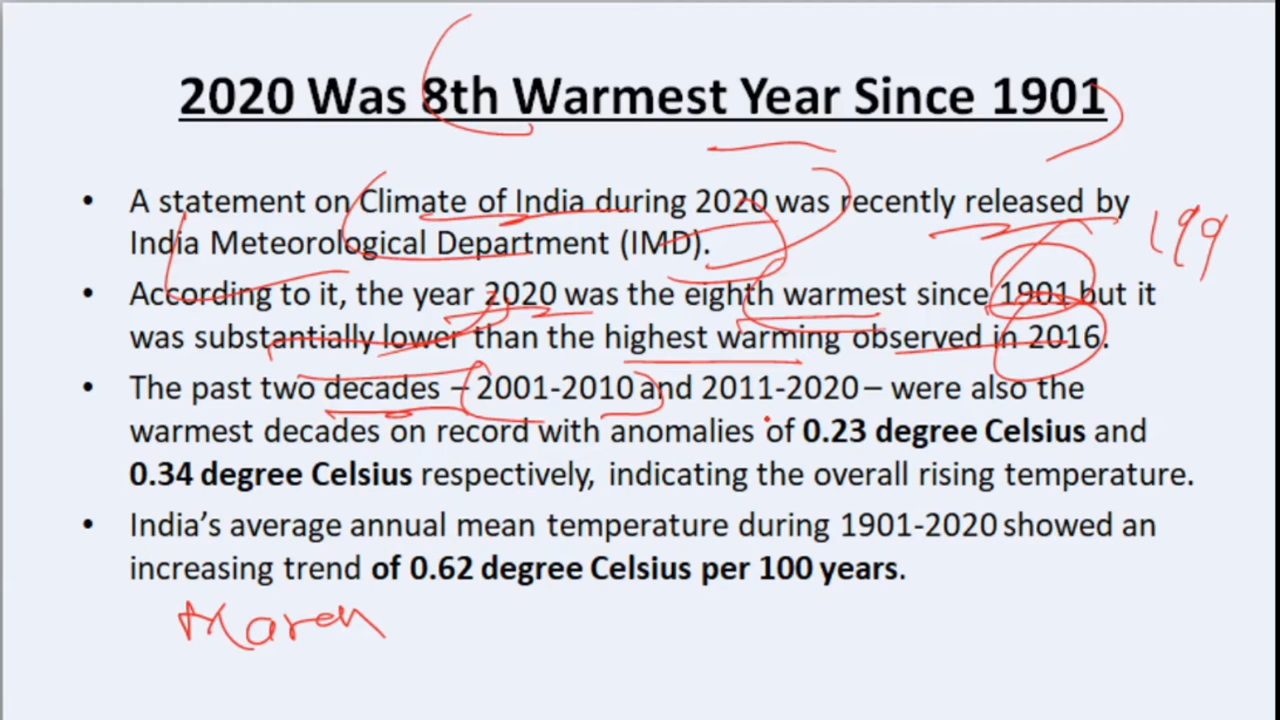 2020 Was 8th Warmest Year Since 1901
• A statement on Climate of India during 2020 was recently released by
India Meteorological Department (IMD).
• According to it, the year 2020 was the eighth warmest since 1901 but it
was substantially lower than the highest warming observed in 2016.
• The past two decades – 2001-2010 and 2011-2020 – were also the
warmest decades on record with anomalies of 0.23 degree Celsius and
0.34 degree Celsius respectively, indicating the overall rising temperature.
• India's average annual mean temperature during 1901-2020 showed an
increasing trend of 0.62 degree Celsius per 100 years.